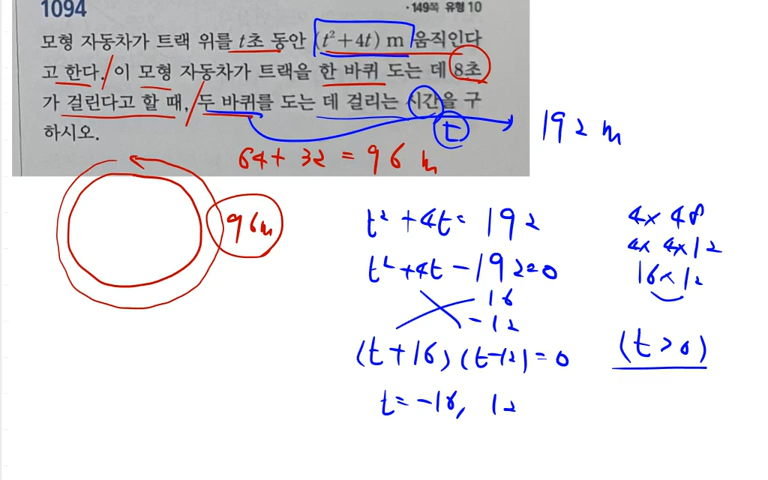 1094
·149쪽 유형 10
모형 자동차가 트랙 위를 t초 동안 (t²+4t) m 움직인다
고 한다. 이 모형 자동차가 트랙을 한 바퀴 도는 데 8초
가 걸린다고 할 때, 두 바퀴를 도는 데 걸리는 시간을 구
하시오.
t
192 m
64 + 32 = 96 m
96m
t² + 4t = 192
t² + 4t - 192 = 0
16
-12
(t+16)(t-12) = 0
t = -16, 12
4 × 48
4 × 4 × 12
16 × 12
(t > 0)